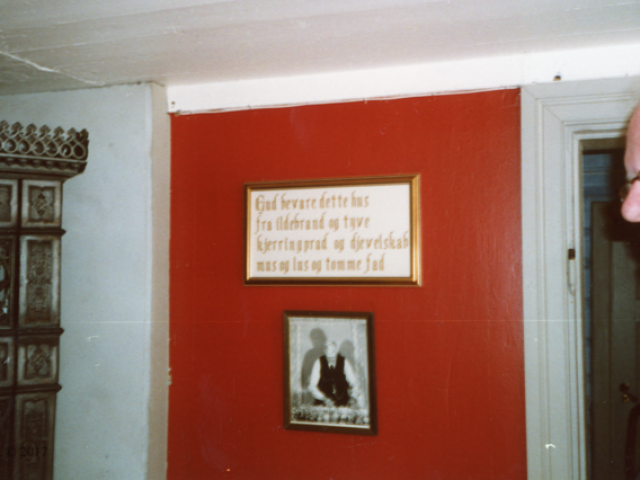 Gud bevare dette hus
fra ildebrand og tyve
kjerringprad og djevelskab
mus og lus og tomme fad